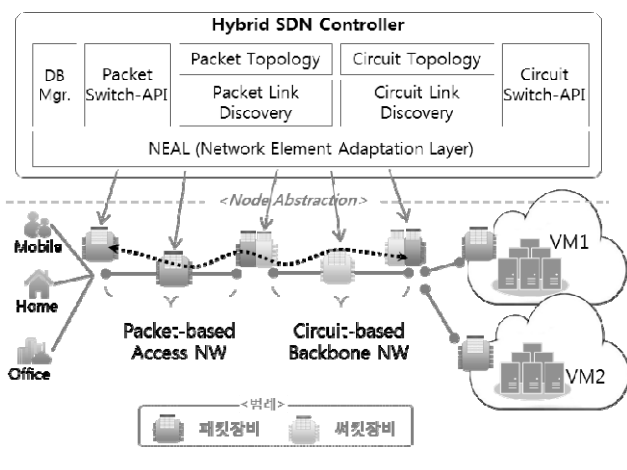 Hybrid SDN Controller
DB
Mgr.
Packet
Switch-API
Packet Topology
Packet Link
Discovery
Circuit Topology
Circuit Link
Discovery
Circuit
Switch-API
NEAL (Network Element Adaptation Layer)
<Node Abstraction>
Mobile
Home
Office
VM1
VM2
Packet-based
Access NW
Circuit-based
Backbone NW
<범례>
패킷장비
써킷장비